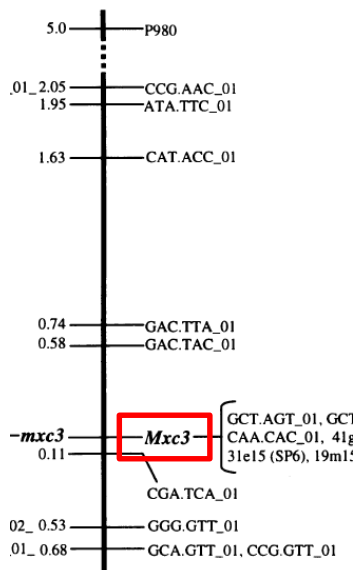 5.0 P980
_01_ 2.05 CCG.AAC_01
1.95 ATA.TTC_01
1.63 CAT.ACC_01
0.74 GAC.TTA_01
0.58 GAC.TAC_01
GCT.AGT_01, GCT
-mxc3 Mxc3 CAA.CAC_01, 41g
31e15 (SP6), 19m15
0.11
CGA.TCA_01
02_ 0.53 GGG.GTT_01
01_ 0.68 GCA.GTT_01, CCG.GTT_01